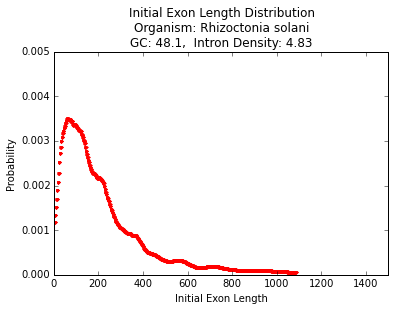 Initial Exon Length Distribution
Organism: Rhizoctonia solani
GC: 48.1,  Intron Density: 4.83
0.005
0.004
0.003
0.002
0.001
0.000
Probability
0 200 400 600 800 1000 1200 1400
Initial Exon Length